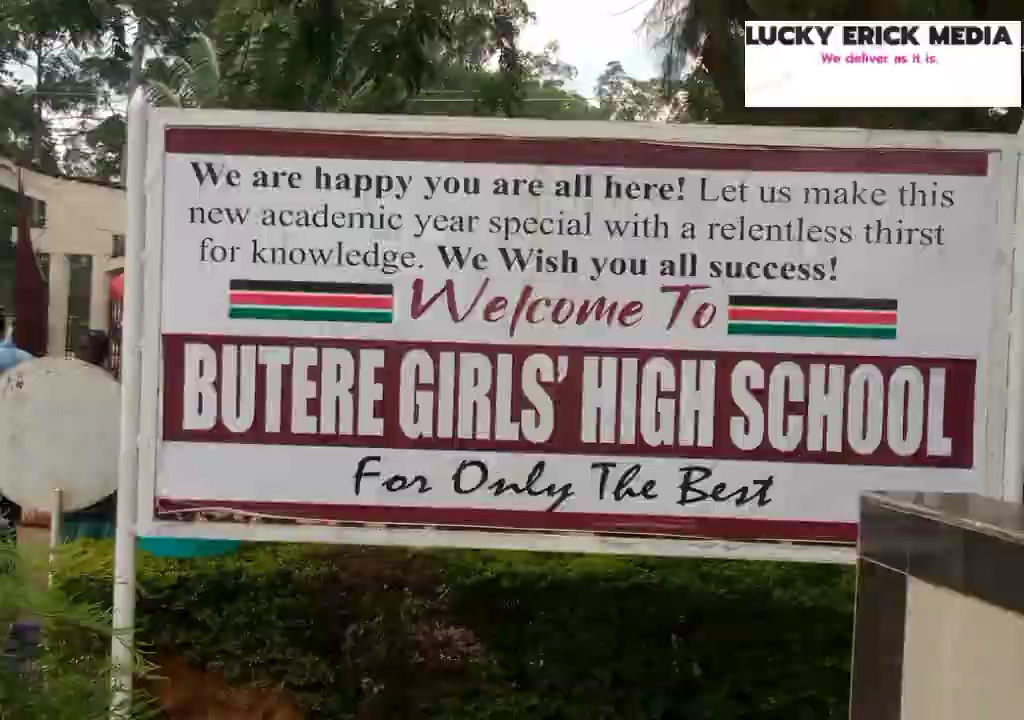 LUCKY ERICK MEDIA
We deliver as it is.
We are happy you are all here! Let us make this
new academic year special with a relentless thirst
for knowledge. We Wish you all success!
Welcome To
BUTERE GIRLS' HIGH SCHOOL
For Only The Best